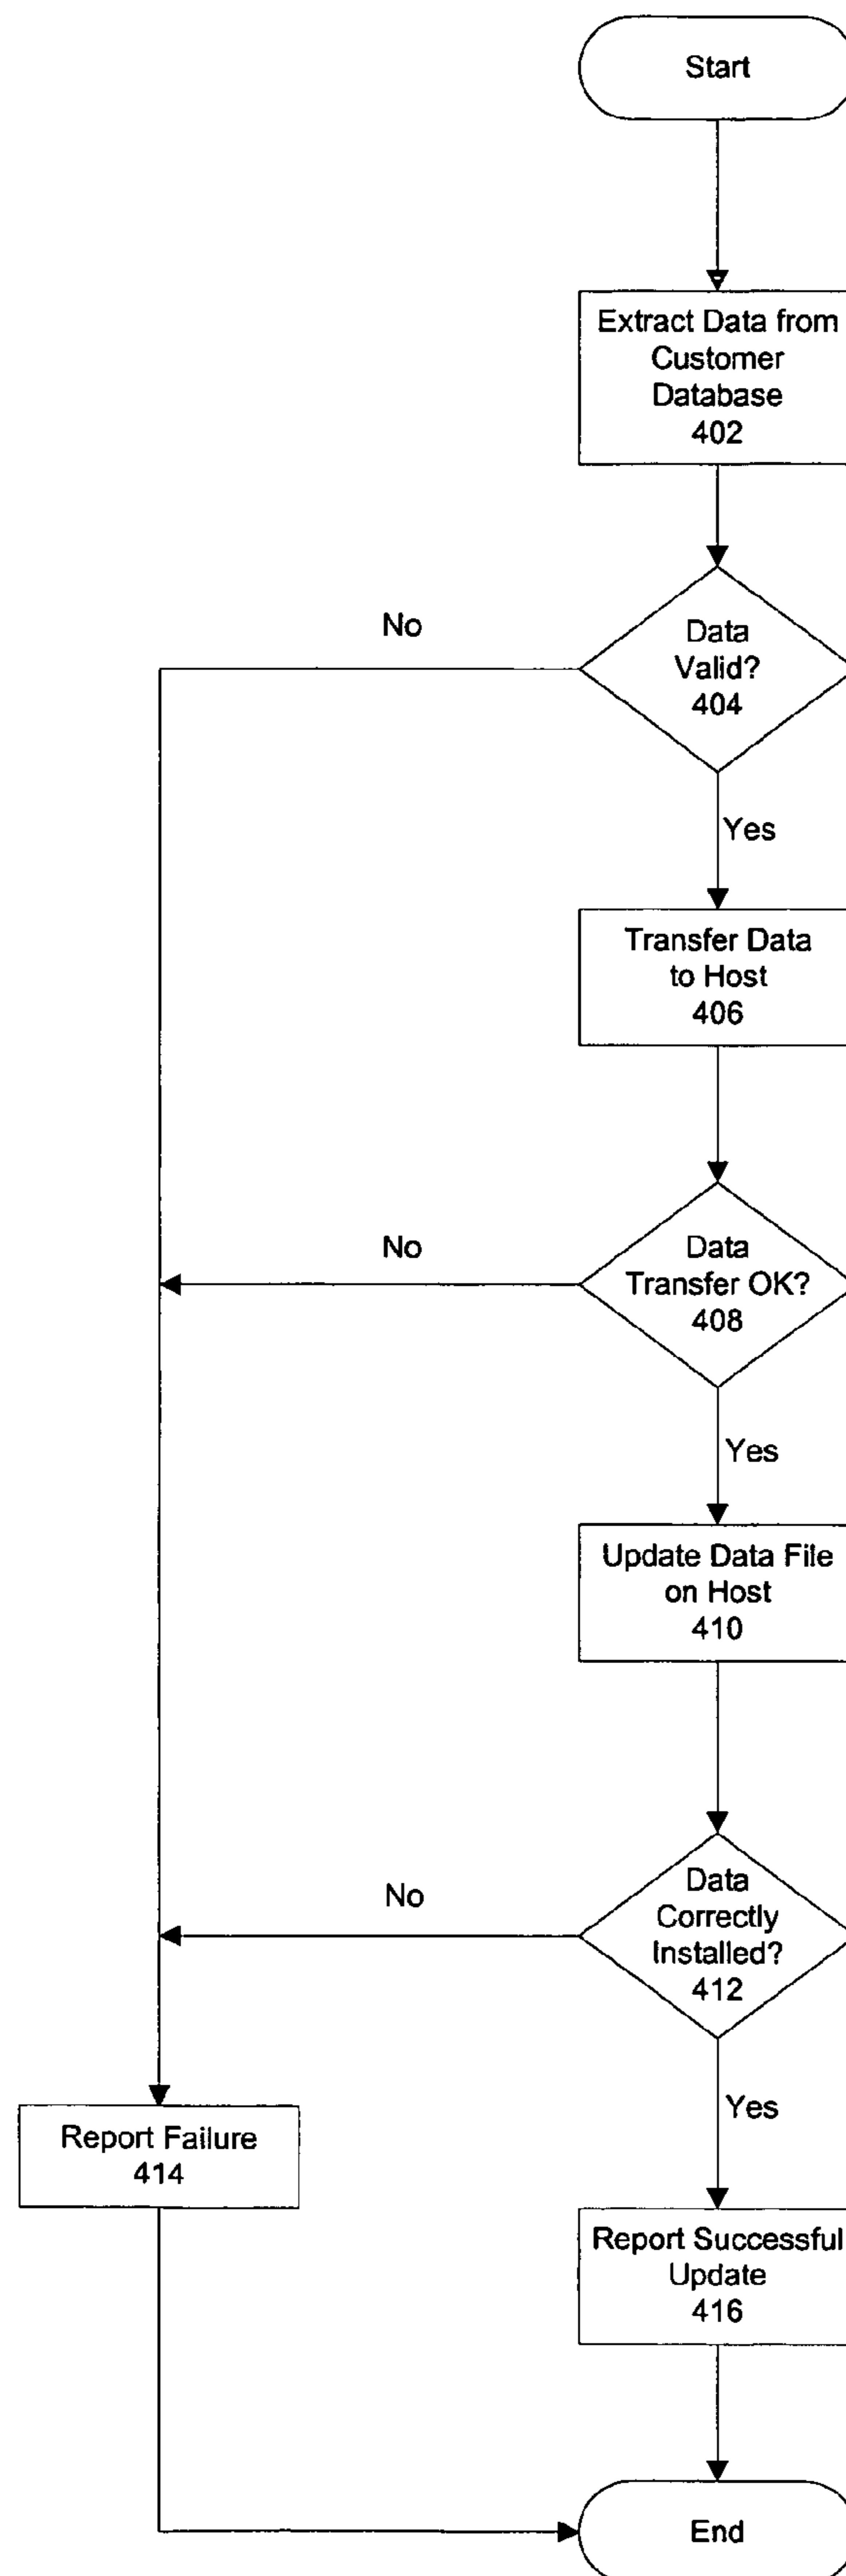 Start
Extract Data from
Customer
Database
402
No
Data
Valid?
404
Yes
Transfer Data
to Host
406
No
Data
Transfer OK?
408
Yes
Update Data File
on Host
410
No
Data
Correctly
Installed?
412
Yes
Report Failure
414
Report Successful
Update
416
End